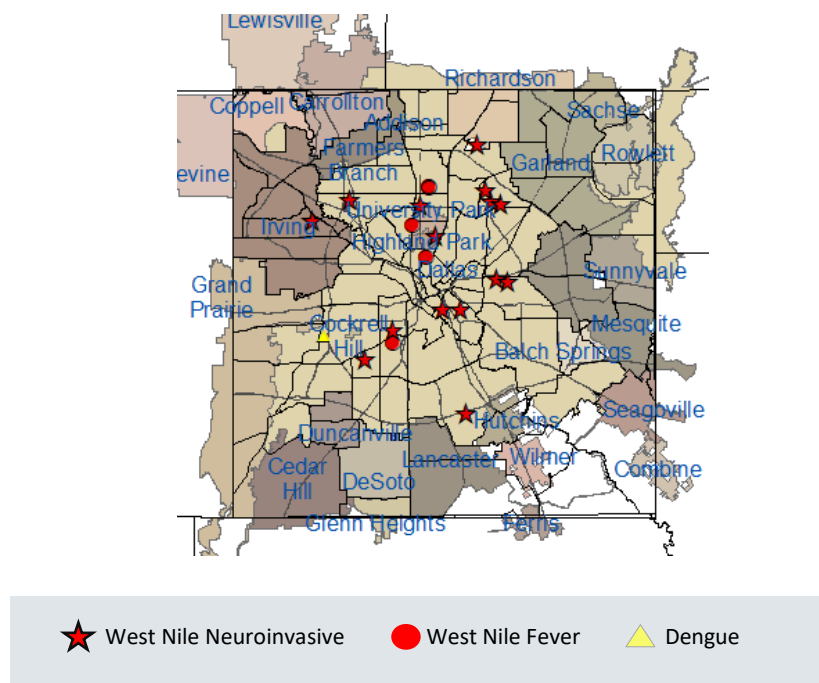 Lewisville
Richardson
Coppell
Carrollton
Sachse
Addison
Farmers
Branch
Garland
Rowlett
evine
University Park
Irving
Highland Park
Dallas
Sunnyvale
Grand
Prairie
Cockrell
Hill
Mesquite
Balch Springs
Seagoville
Hutchins
Duncanville
Lancaster
Wilmer
Combine
Cedar
Hill
DeSoto
Glenn Heights
Ferris
West Nile Neuroinvasive
West Nile Fever
Dengue